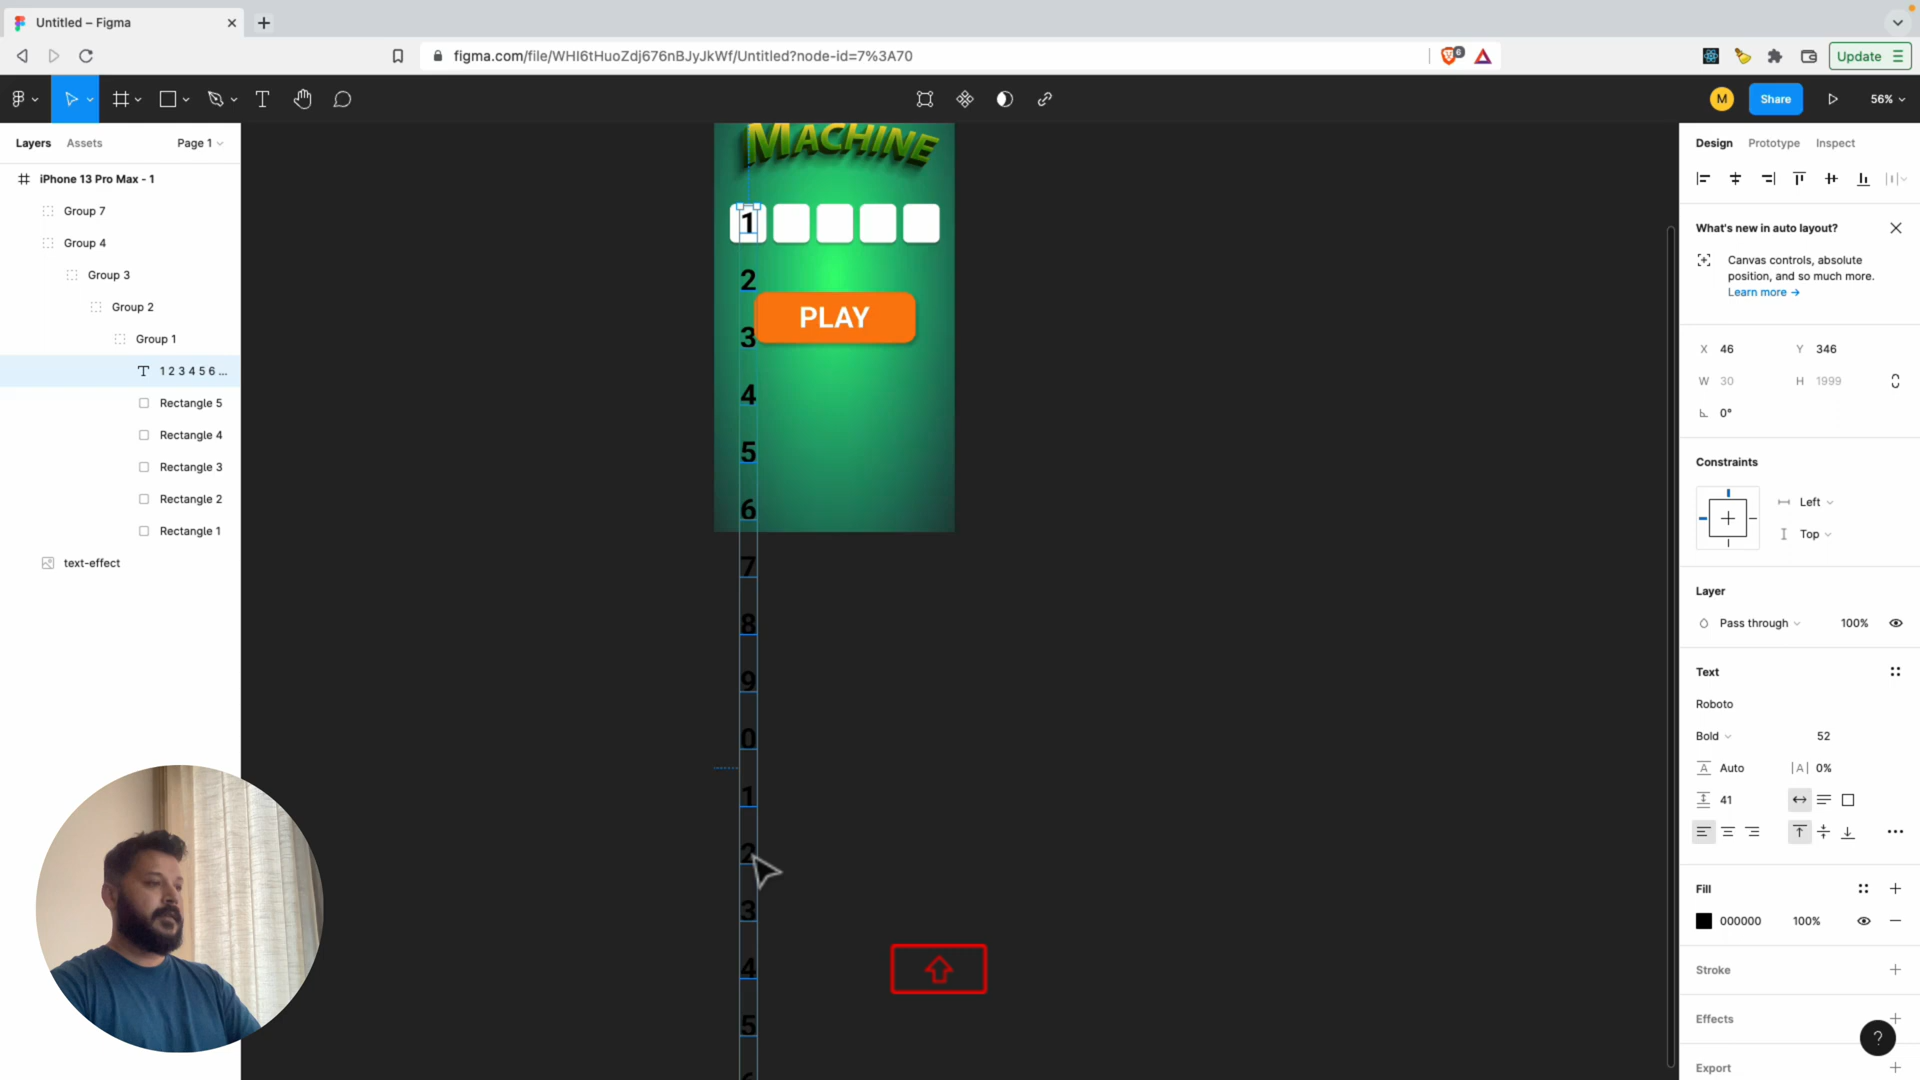 Untitled – Figma
figma.com/file/WHI6tHuoZdj676nBJyJkWf/Untitled?node-id=7%3A70
6
Update
M
Share
56%
Layers
Assets
Page 1
iPhone 13 Pro Max - 1
Group 7
Group 4
Group 3
Group 2
Group 1
1 2 3 4 5 6 ...
Rectangle 5
Rectangle 4
Rectangle 3
Rectangle 2
Rectangle 1
text-effect
MACHINE
1
2
PLAY
3
4
5
6
7
8
9
0
1
2
3
4
5
Design
Prototype
Inspect
What's new in auto layout?
Canvas controls, absolute
position, and so much more.
Learn more →
X 46
Y 346
W 30
H 1999
0°
Constraints
Left
Top
Layer
Pass through
100%
Text
Roboto
Bold
52
A Auto
|A| 0%
41
Fill
000000
100%
Stroke
Effects
Export
?